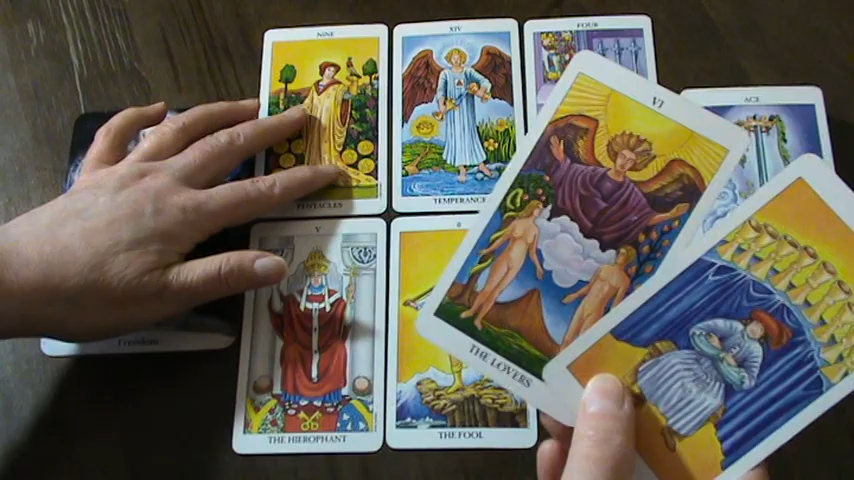 NINE
XIV
FOUR
ACE
VI
PENTACLES
TEMPERANCE
V
0
THE LOVERS
Freedom
THE HIEROPHANT
THE FOOL